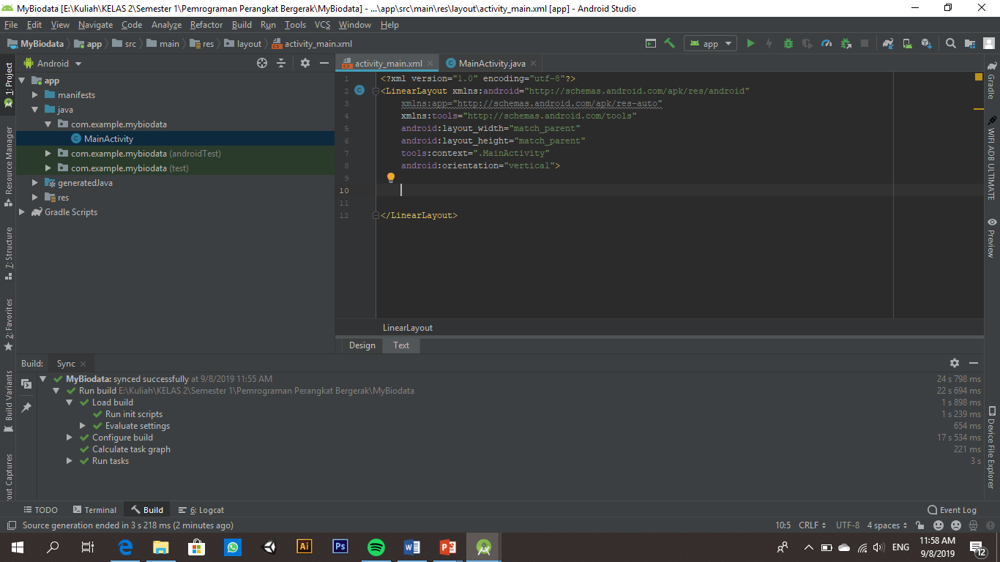 MyBiodata [E:\Kuliah\KELAS 2\Semester 1\Pemrograman Perangkat Bergerak\MyBiodata] - ...\app\src\main\res\layout\activity_main.xml [app] - Android Studio
File Edit View Navigate Code Analyze Refactor Build Run Tools VCS Window Help
MyBiodata app src main res layout activity_main.xml
app
Android
activity_main.xml
MainActivity.java
1: Project
Resource Manager
7: Structure
2: Favorites
Build Variants
out Captures
app
manifests
java
com.example.mybiodata
MainActivity
com.example.mybiodata (androidTest)
com.example.mybiodata (test)
generatedJava
res
Gradle Scripts
1 <?xml version="1.0" encoding="utf-8"?>
2 <LinearLayout xmlns:android="http://schemas.android.com/apk/res/android"
3 xmlns:app="http://schemas.android.com/apk/res-auto"
4 xmlns:tools="http://schemas.android.com/tools"
5 android:layout_width="match_parent"
6 android:layout_height="match_parent"
7 tools:context=".MainActivity"
8 android:orientation="vertical">
9
10
11
12 </LinearLayout>
LinearLayout
Design Text
Gradle
WIFI ADB ULTIMATE
Preview
Device File Explorer
Build: Sync
MyBiodata: synced successfully at 9/8/2019 11:55 AM 24 s 798 ms
Run build E:\Kuliah\KELAS 2\Semester 1\Pemrograman Perangkat Bergerak\MyBiodata 22 s 694 ms
Load build 1 s 898 ms
Run init scripts 1 s 239 ms
Evaluate settings 654 ms
Configure build 17 s 534 ms
Calculate task graph 221 ms
Run tasks 3 s
TODO Terminal Build 6: Logcat Event Log
Source generation ended in 3 s 218 ms (2 minutes ago) 10:5 CRLF UTF-8 4 spaces
Ai Ps
ENG
11:58 AM
9/8/2019
12